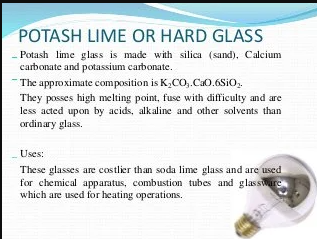 POTASH LIME OR HARD GLASS
– Potash lime glass is made with silica (sand), Calcium
carbonate and potassium carbonate.
– The approximate composition is K₂CO₃.CaO.6SiO₂.
They posses high melting point, fuse with difficulty and are
less acted upon by acids, alkaline and other solvents than
ordinary glass.
– Uses:
These glasses are costlier than soda lime glass and are used
for chemical apparatus, combustion tubes and glassware
which are used for heating operations.